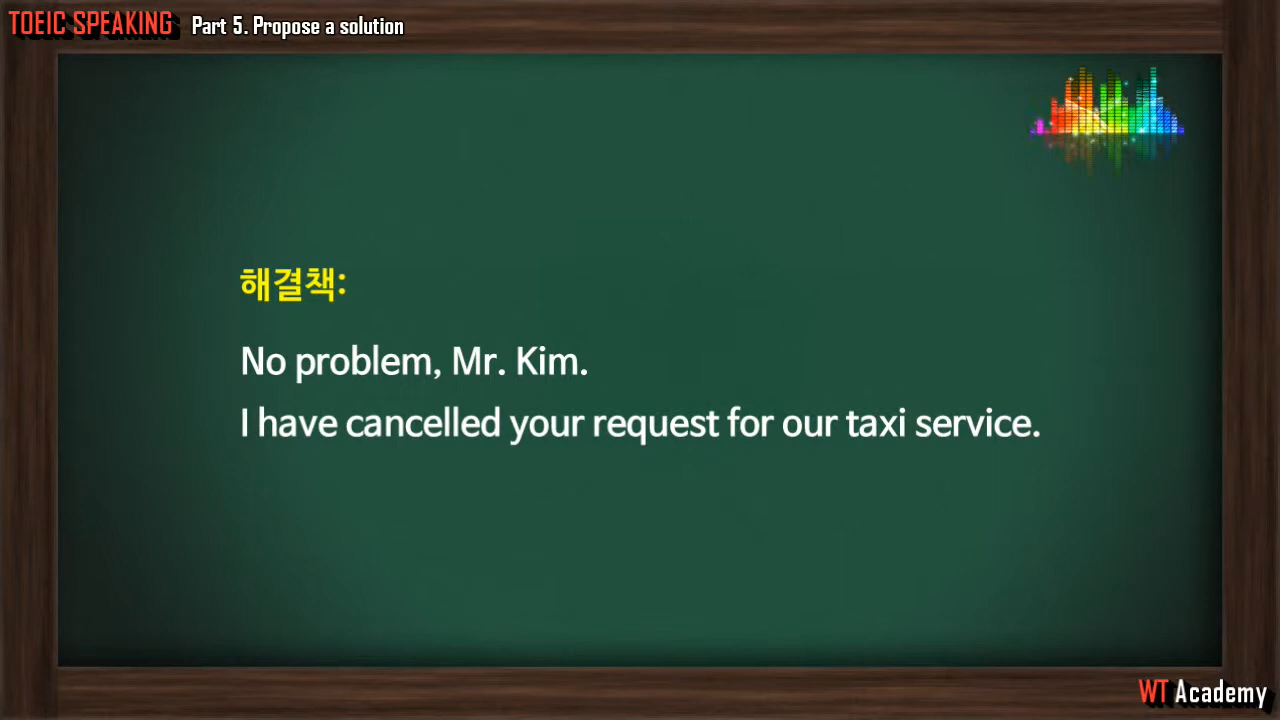 TOEIC SPEAKING Part 5. Propose a solution
해결책:
No problem, Mr. Kim.
I have cancelled your request for our taxi service.
WT Academy